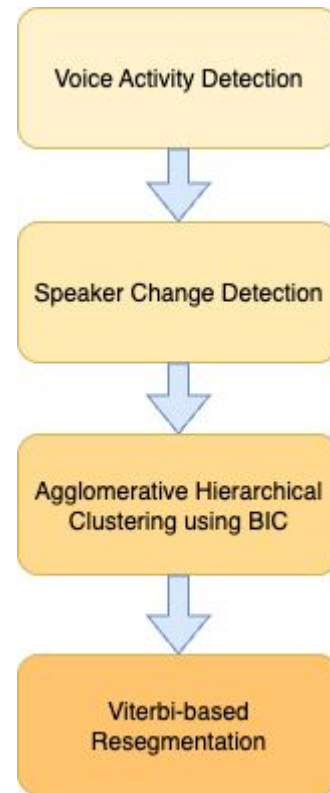 Voice Activity Detection
Speaker Change Detection
Agglomerative Hierarchical
Clustering using BIC
Viterbi-based
Resegmentation